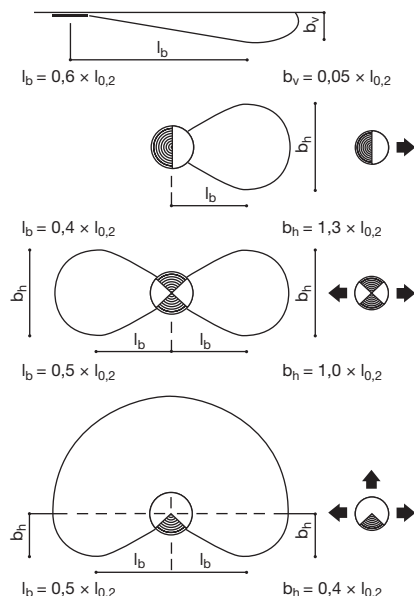 b_v
l_b
l_b = 0,6 × l_0,2
b_v = 0,05 × l_0,2
b_h
l_b
l_b = 0,4 × l_0,2
b_h = 1,3 × l_0,2
b_h
b_h
l_b
l_b
l_b = 0,5 × l_0,2
b_h = 1,0 × l_0,2
b_h
b_h
l_b
l_b
l_b = 0,5 × l_0,2
b_h = 0,4 × l_0,2